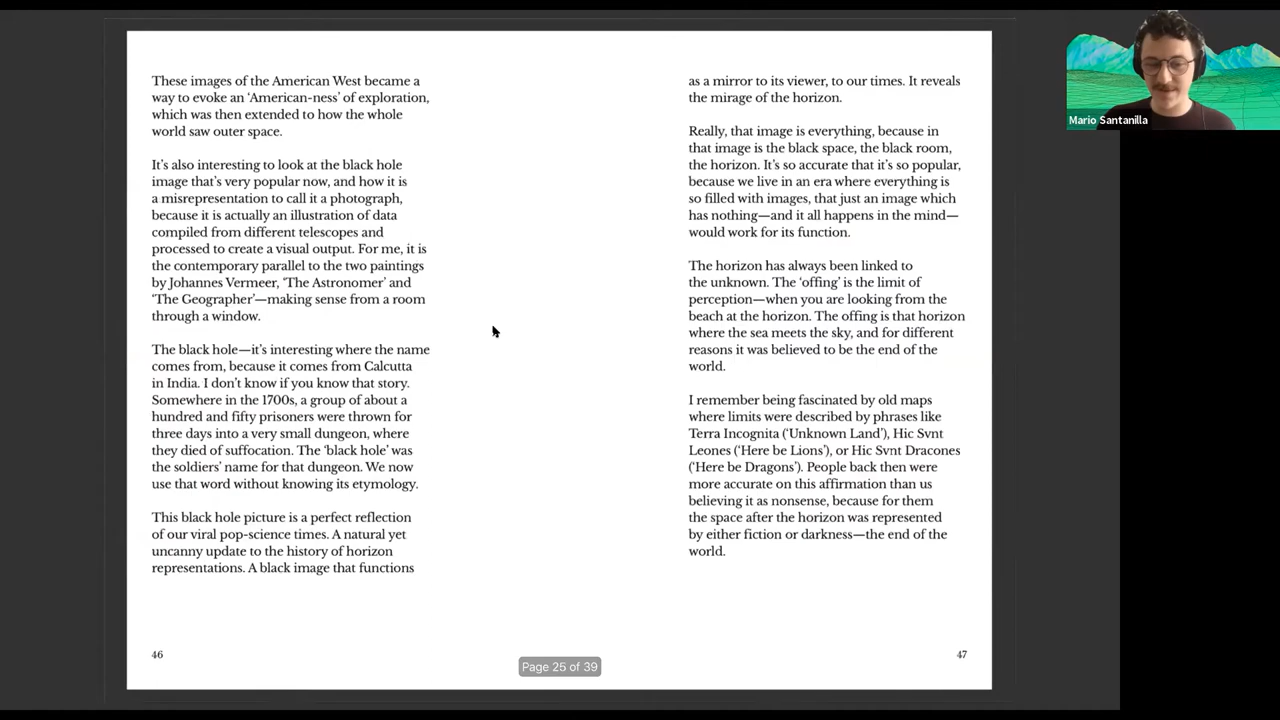 These images of the American West became a
way to evoke an ‘American-ness’ of exploration,
which was then extended to how the whole
world saw outer space.
It’s also interesting to look at the black hole
image that’s very popular now, and how it is
a misrepresentation to call it a photograph,
because it is actually an illustration of data
compiled from different telescopes and
processed to create a visual output. For me, it is
the contemporary parallel to the two paintings
by Johannes Vermeer, ‘The Astronomer’ and
‘The Geographer’—making sense from a room
through a window.
The black hole—it’s interesting where the name
comes from, because it comes from Calcutta
in India. I don’t know if you know that story.
Somewhere in the 1700s, a group of about a
hundred and fifty prisoners were thrown for
three days into a very small dungeon, where
they died of suffocation. The ‘black hole’ was
the soldiers’ name for that dungeon. We now
use that word without knowing its etymology.
This black hole picture is a perfect reflection
of our viral pop-science times. A natural yet
uncanny update to the history of horizon
representations. A black image that functions
46
as a mirror to its viewer, to our times. It reveals
the mirage of the horizon.
Really, that image is everything, because in
that image is the black space, the black room,
the horizon. It’s so accurate that it’s so popular,
because we live in an era where everything is
so filled with images, that just an image which
has nothing—and it all happens in the mind—
would work for its function.
The horizon has always been linked to
the unknown. The ‘offing’ is the limit of
perception—when you are looking from the
beach at the horizon. The offing is that horizon
where the sea meets the sky, and for different
reasons it was believed to be the end of the
world.
I remember being fascinated by old maps
where limits were described by phrases like
Terra Incognita (‘Unknown Land’), Hic Svnt
Leones (‘Here be Lions’), or Hic Svnt Dracones
(‘Here be Dragons’). People back then were
more accurate on this affirmation than us
believing it as nonsense, because for them
the space after the horizon was represented
by either fiction or darkness—the end of the
world.
47
Page 25 of 39
Mario Santanilla